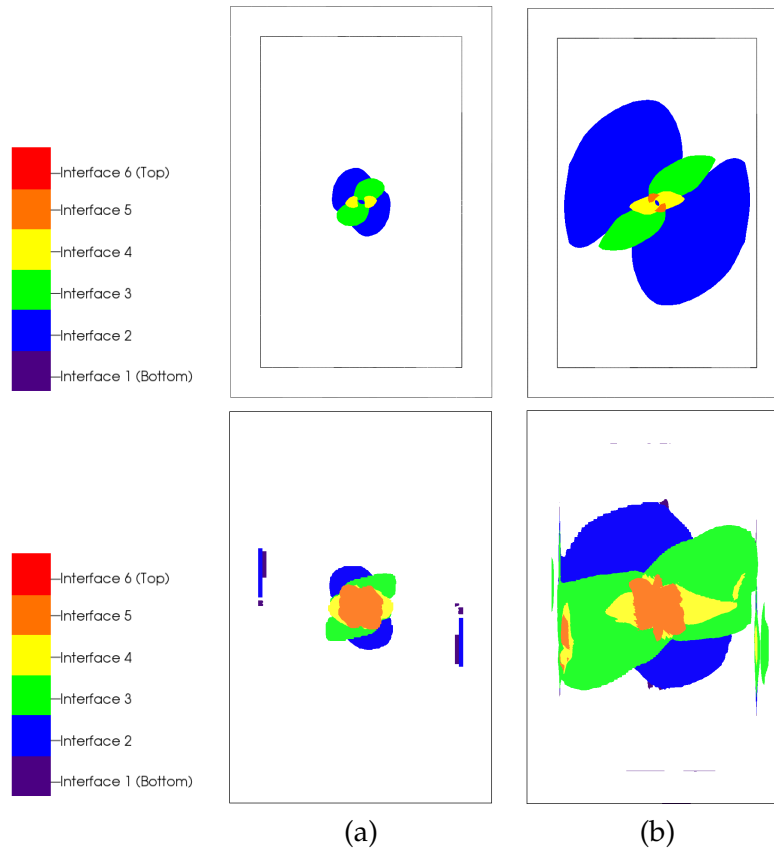 Interface 6 (Top)
Interface 5
Interface 4
Interface 3
Interface 2
Interface 1 (Bottom)
Interface 6 (Top)
Interface 5
Interface 4
Interface 3
Interface 2
Interface 1 (Bottom)
(a)
(b)